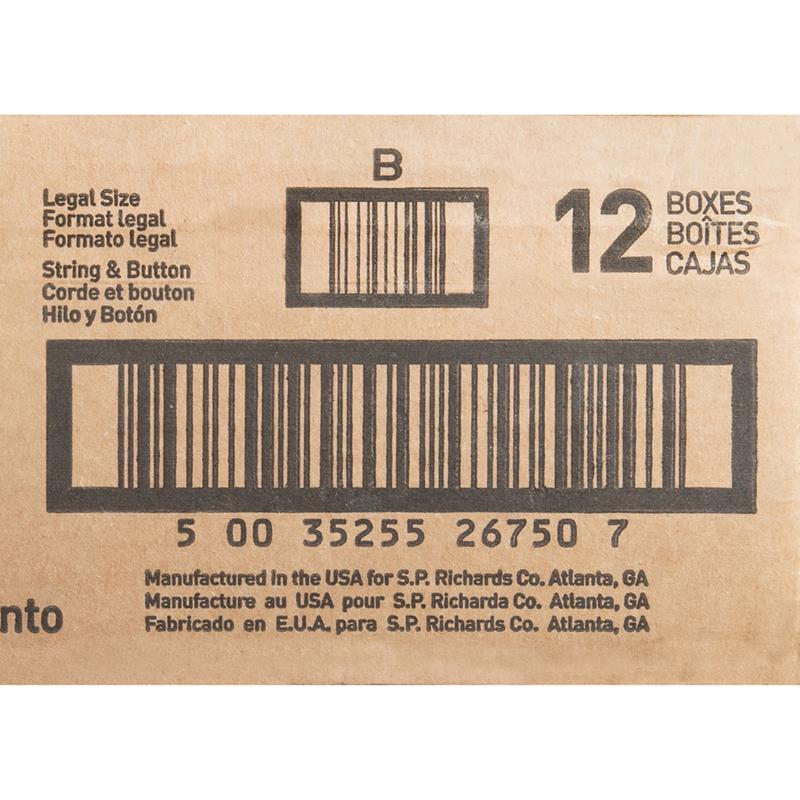 B
Legal Size
Format legal
Formato legal
String & Button
Corde et bouton
Hilo y Botón
12 BOXES
BOÎTES
CAJAS
5 00 35255 26750 7
Manufactured in the USA for S.P. Richards Co. Atlanta, GA
Manufacture au USA pour S.P. Richarda Co. Atlanta, GA
Fabricado en E.U.A. para S.P. Richards Co. Atlanta, GA
nto